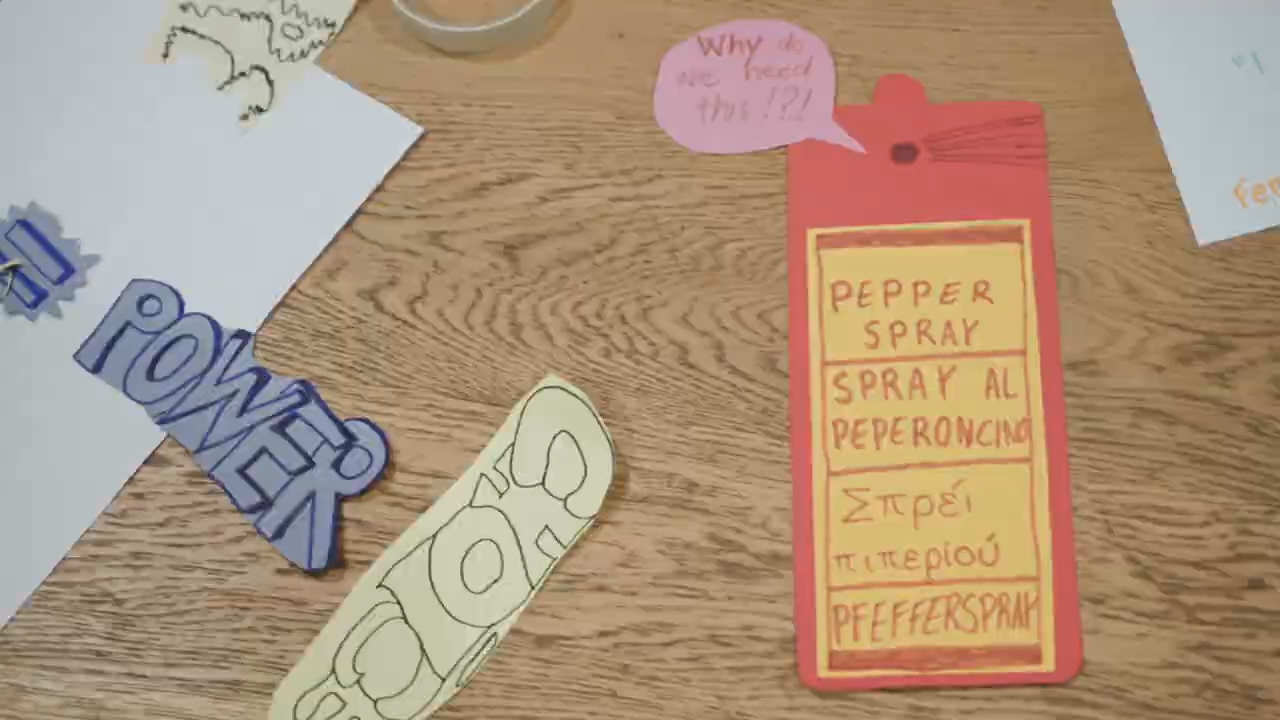 Why do
we need
this!?!
PEPPER
SPRAY
SPRAY AL
PEPERONCINO
Σπρέι
πιπεριού
PFEFFERSPRAY
POWER